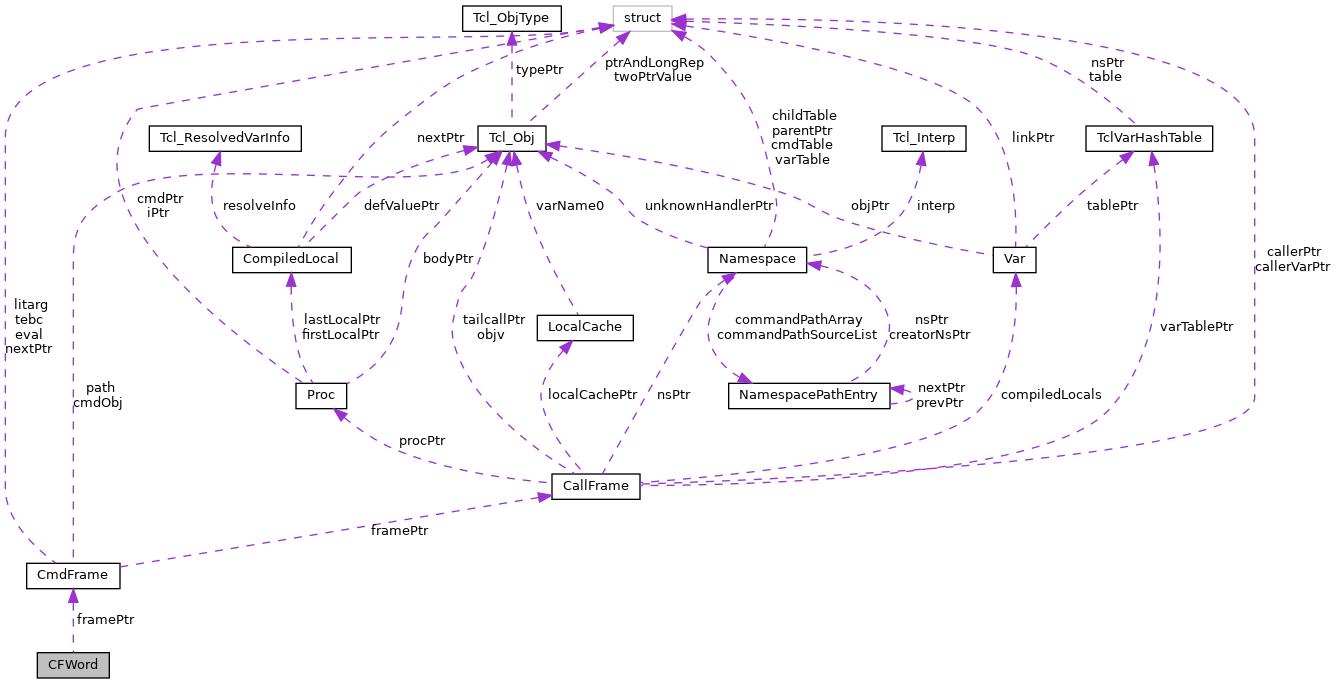 Tcl_ObjType
struct
typePtr
ptrAndLongRep
twoPtrValue
nsPtr
table
childTable
parentPtr
cmdTable
varTable
Tcl_ResolvedVarInfo
nextPtr
Tcl_Obj
Tcl_Interp
linkPtr
TclVarHashTable
cmdPtr
iPtr
resolveInfo
defValuePtr
varName0
unknownHandlerPtr
objPtr
interp
tablePtr
CompiledLocal
bodyPtr
Namespace
Var
callerPtr
callerVarPtr
litarg
tebc
eval
nextPtr
lastLocalPtr
firstLocalPtr
tailcallPtr
objv
LocalCache
commandPathArray
commandPathSourceList
nsPtr
creatorNsPtr
varTablePtr
path
cmdObj
Proc
localCachePtr
nsPtr
NamespacePathEntry
nextPtr
prevPtr
compiledLocals
procPtr
CallFrame
framePtr
CmdFrame
framePtr
CFWord